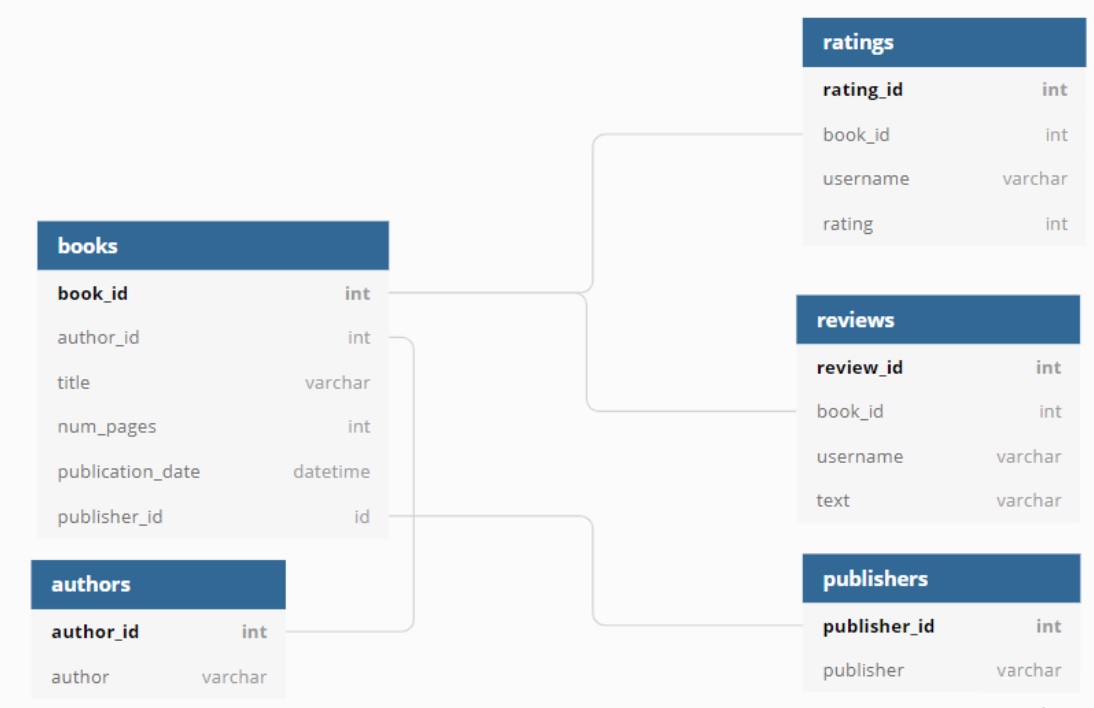 ratings
rating_id int
book_id int
username varchar
rating int
books
book_id int
author_id int
title varchar
num_pages int
publication_date datetime
publisher_id id
reviews
review_id int
book_id int
username varchar
text varchar
authors
author_id int
author varchar
publishers
publisher_id int
publisher varchar